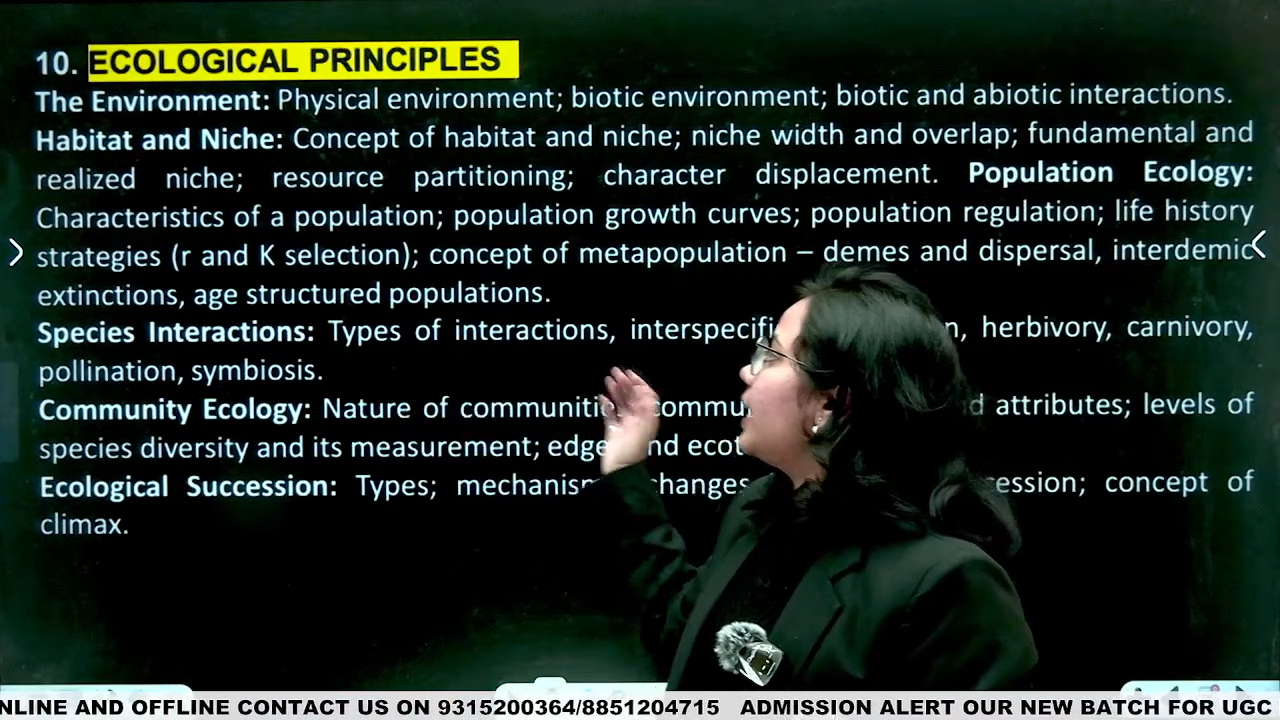 10. ECOLOGICAL PRINCIPLES
The Environment: Physical environment; biotic environment; biotic and abiotic interactions.
Habitat and Niche: Concept of habitat and niche; niche width and overlap; fundamental and
realized niche; resource partitioning; character displacement. Population Ecology:
Characteristics of a population; population growth curves; population regulation; life history
strategies (r and K selection); concept of metapopulation – demes and dispersal, interdemic
extinctions, age structured populations.
Species Interactions: Types of interactions, herbivory, carnivory,
pollination, symbiosis.
Community Ecology: Nature of attributes; levels of
species diversity and its measurement;
Ecological Succession: Types; concept of
climax.
NLINE AND OFFLINE CONTACT US ON 9315200364/8851204715 ADMISSION ALERT OUR NEW BATCH FOR UGC